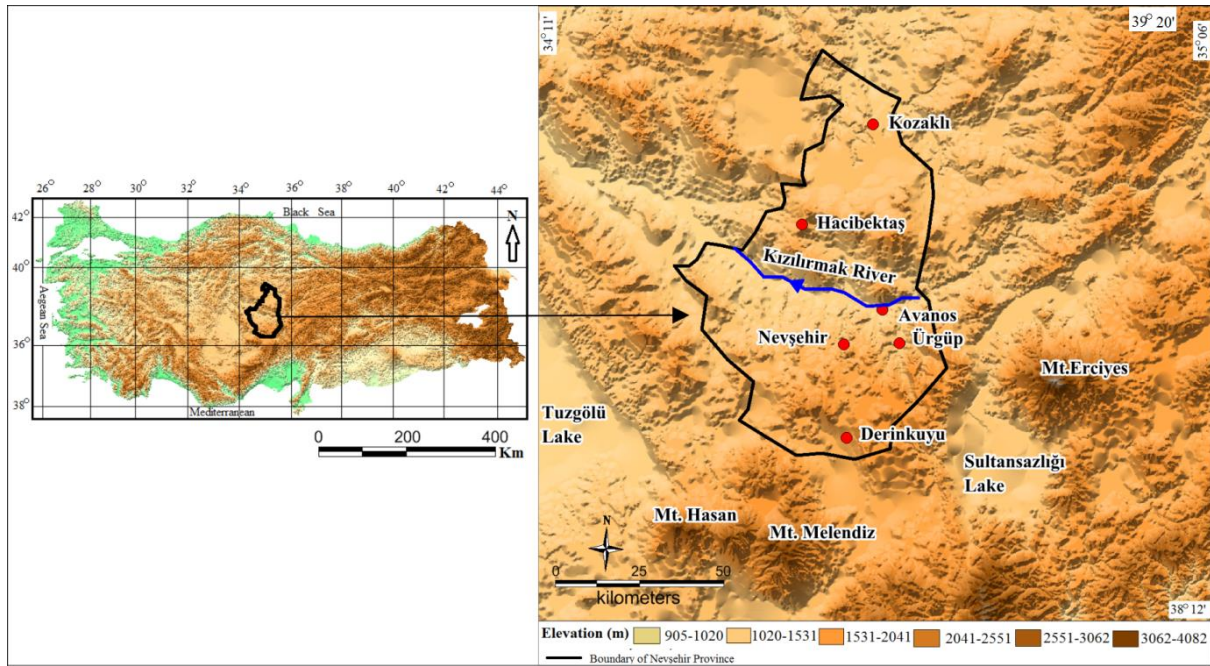 26° 28° 30° 32° 34° 36° 38° 40° 42° 44°
42°
Black Sea
N
40°
Aegean Sea
36°
38°
Mediterranean
0 200 400
Km
34° 11'
39° 20'
35° 06'
Kozaklı
Hacibektaş
Kızılırmak River
Avanos
Nevşehir
Ürgüp
Mt.Erciyes
Tuzgölü
Lake
Derinkuyu
Sultansazlığı
Lake
Mt. Hasan
Mt. Melendiz
N
0 25 50
kilometers
38° 12'
Elevation (m) 905-1020 1020-1531 1531-2041 2041-2551 2551-3062 3062-4082
Boundary of Nevşehir Province